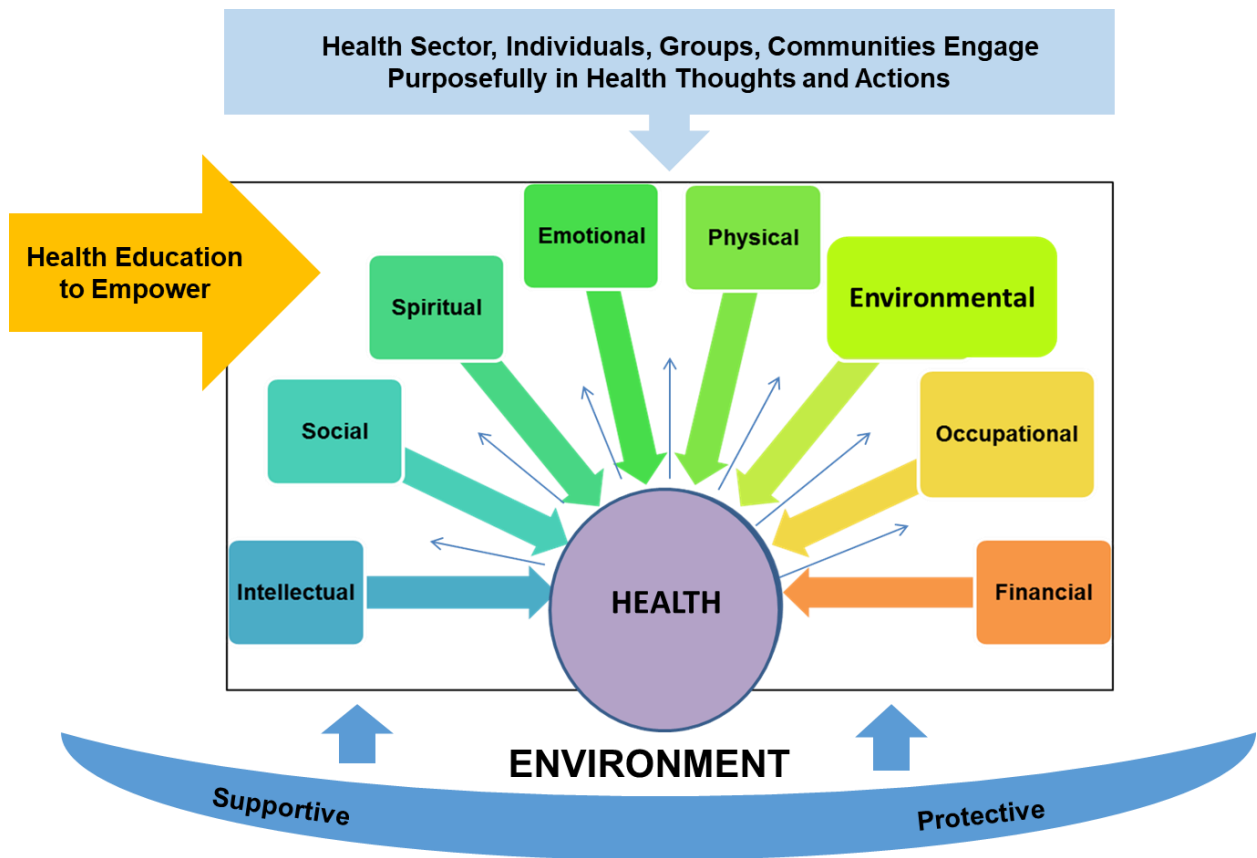 Health Sector, Individuals, Groups, Communities Engage
Purposefully in Health Thoughts and Actions
Health Education
to Empower
Emotional
Physical
Spiritual
Environmental
Social
Occupational
Intellectual
HEALTH
Financial
ENVIRONMENT
Supportive
Protective